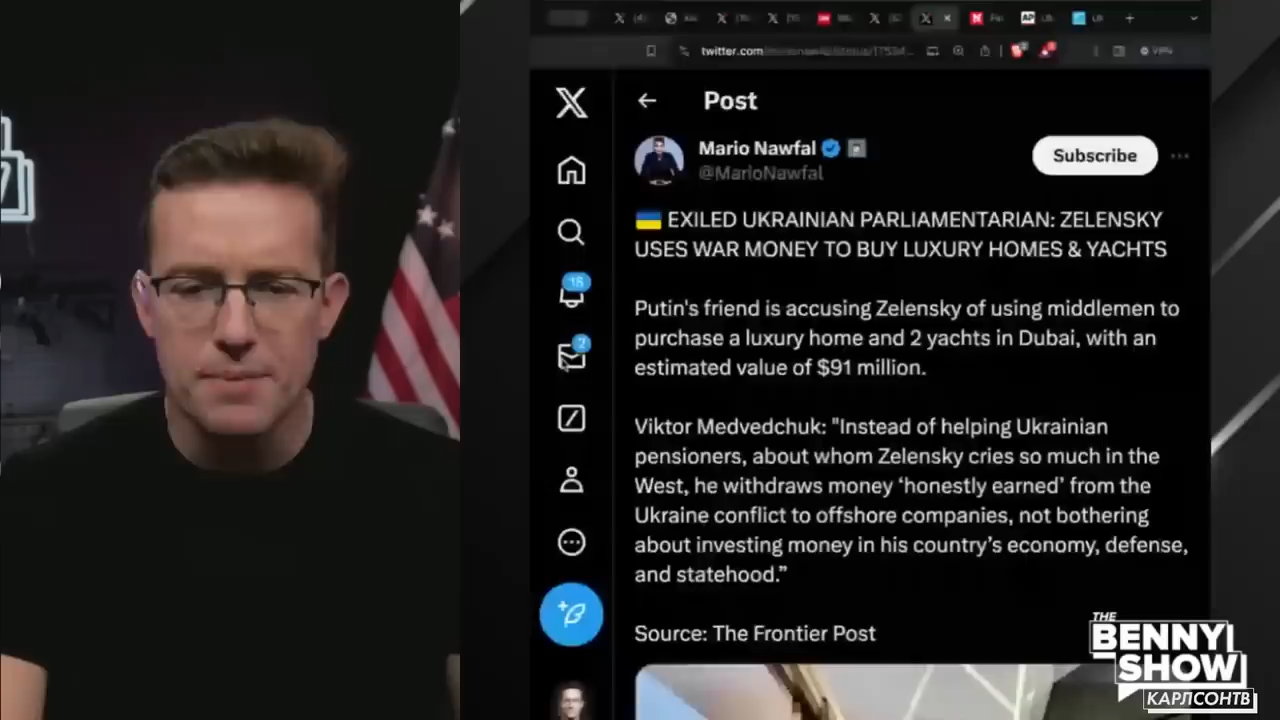 twitter.com
VPN
Post
Mario Nawfal
@MarioNawfal
Subscribe
EXILED UKRAINIAN PARLIAMENTARIAN: ZELENSKY
USES WAR MONEY TO BUY LUXURY HOMES & YACHTS
Putin's friend is accusing Zelensky of using middlemen to
purchase a luxury home and 2 yachts in Dubai, with an
estimated value of $91 million.
Viktor Medvedchuk: "Instead of helping Ukrainian
pensioners, about whom Zelensky cries so much in the
West, he withdraws money ‘honestly earned’ from the
Ukraine conflict to offshore companies, not bothering
about investing money in his country’s economy, defense,
and statehood.”
Source: The Frontier Post
18
2
THE
BENNY
SHOW
КАРЛСОНТВ